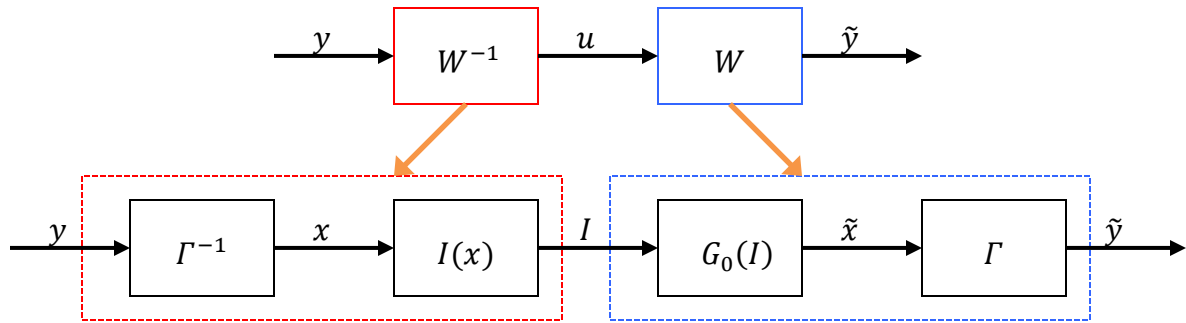 y W⁻¹ u W ỹ
y Γ⁻¹ x I(x) I G₀(I) x̃ Γ ỹ